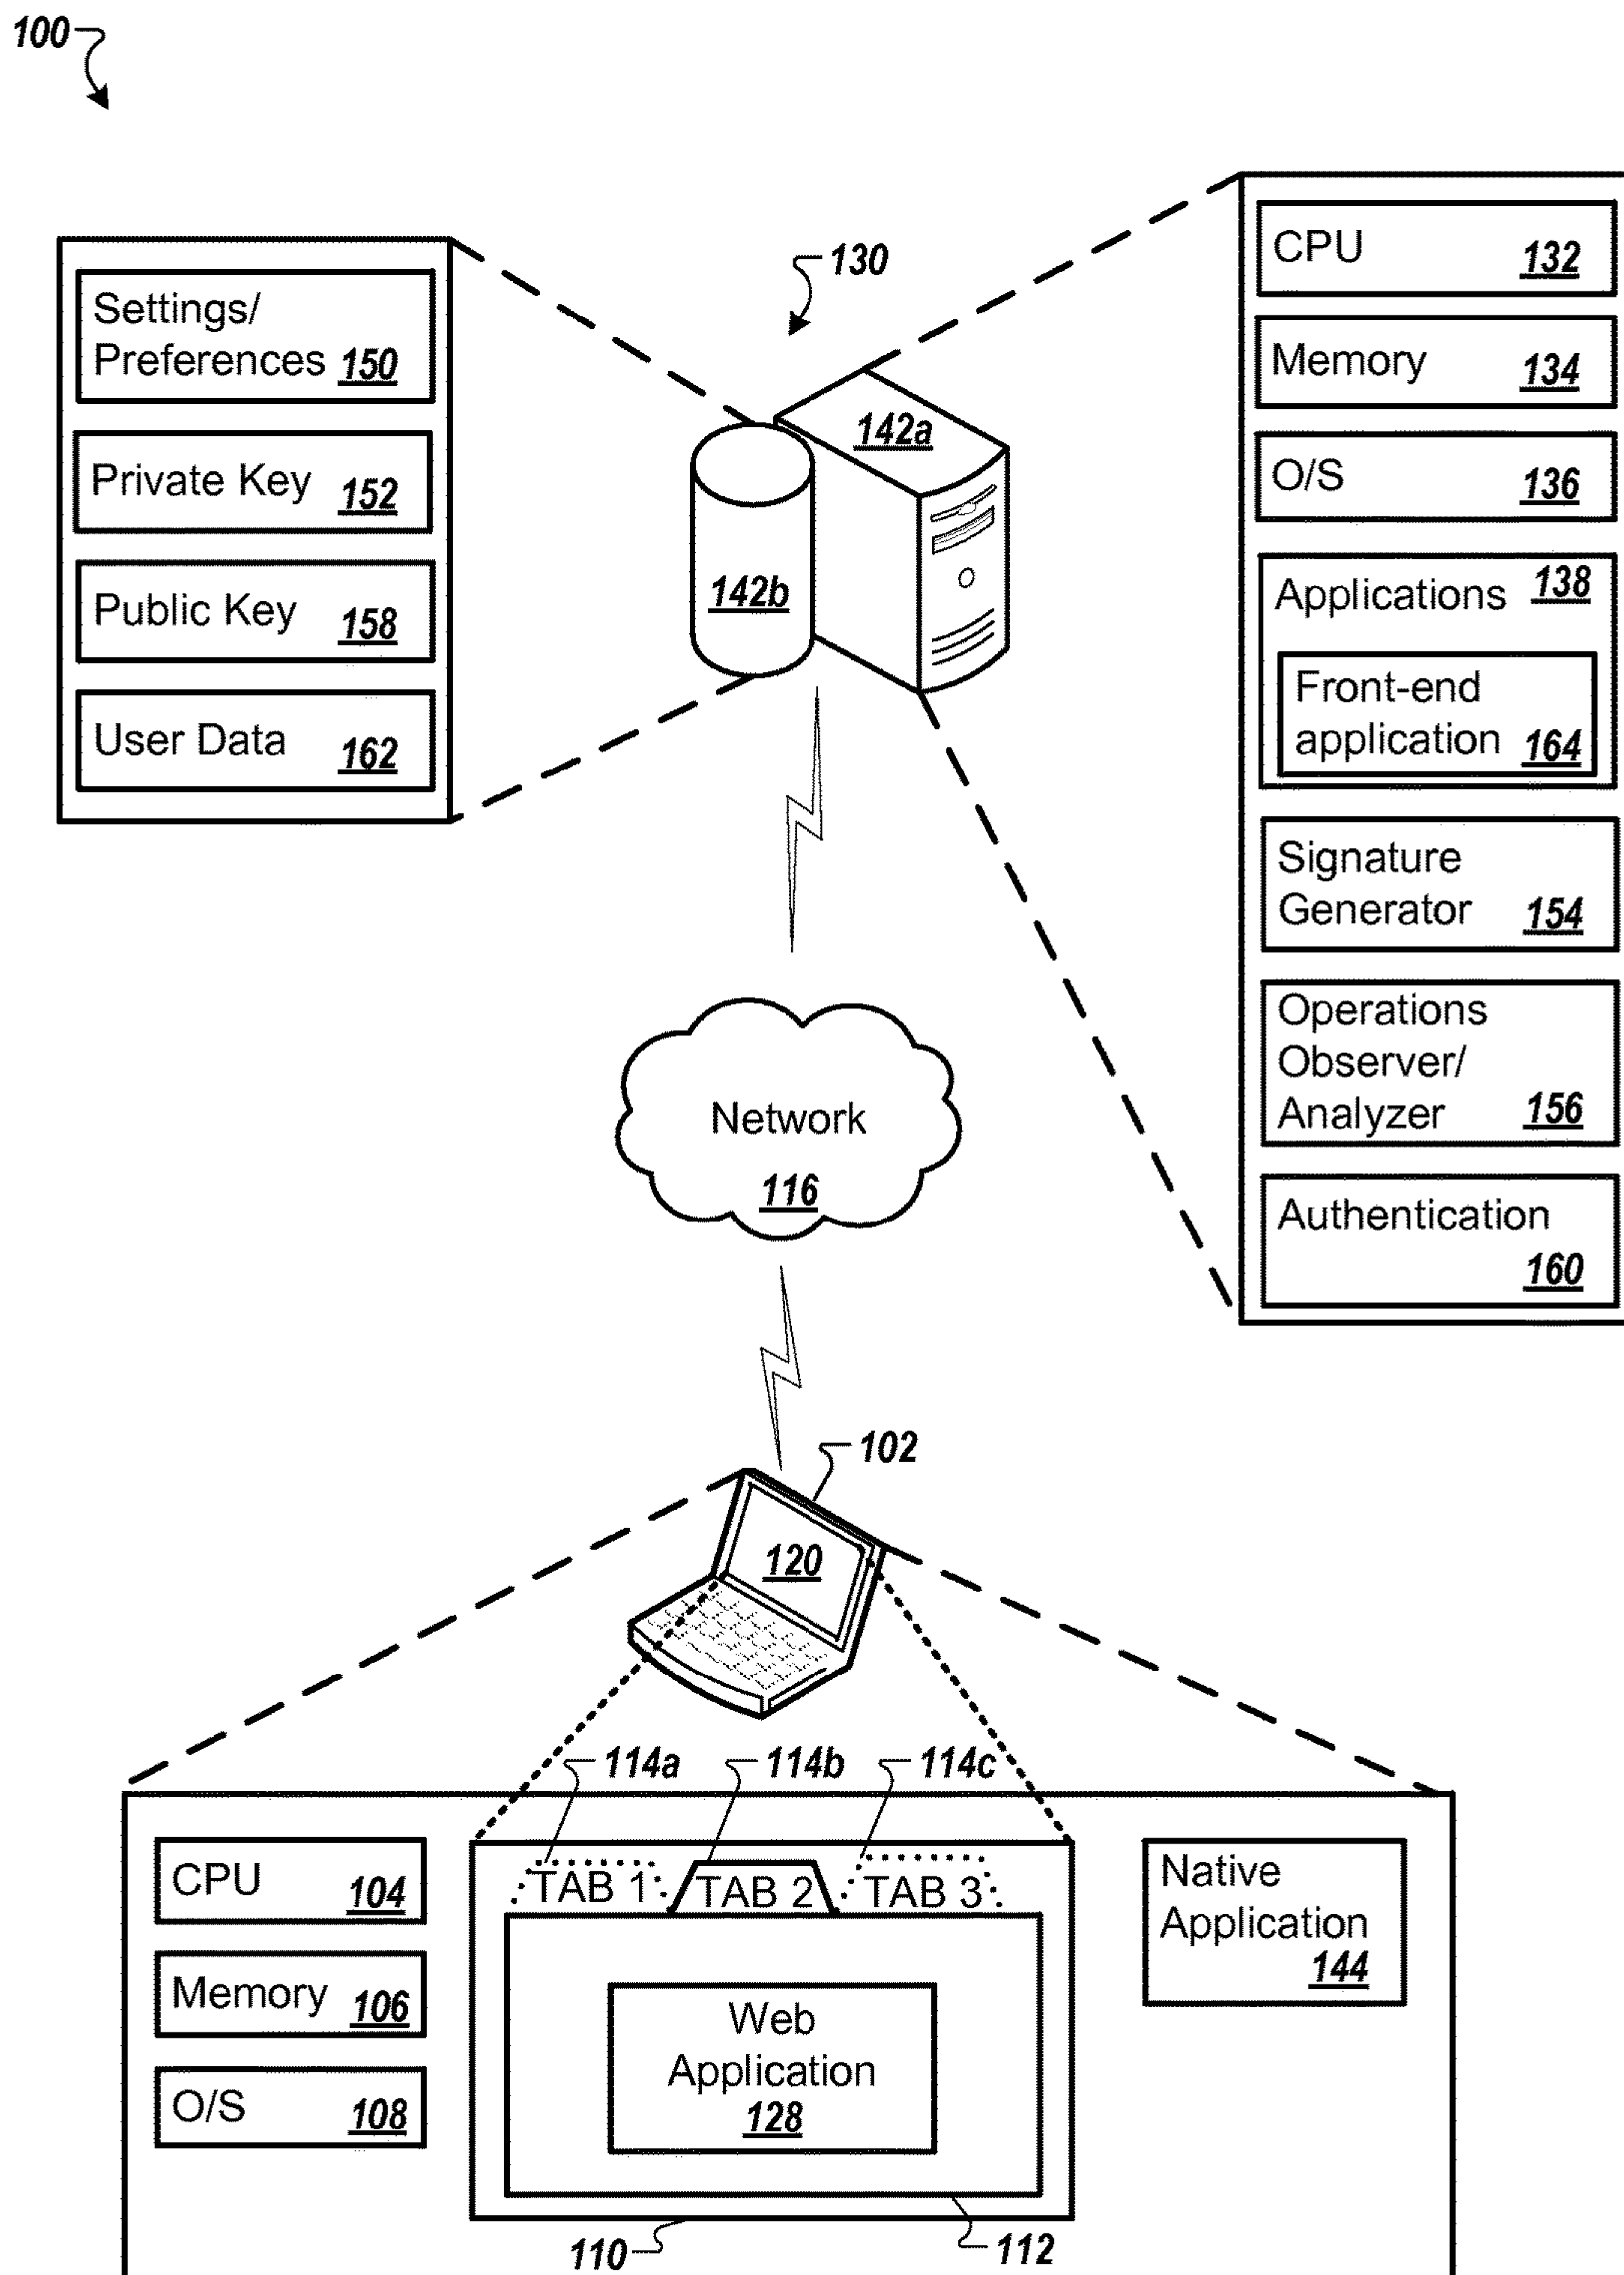 100
130
Settings/
Preferences 150
Private Key 152
Public Key 158
User Data 162
142a
142b
CPU 132
Memory 134
O/S 136
Applications 138
Front-end
application 164
Signature
Generator 154
Operations
Observer/
Analyzer 156
Authentication
160
Network
116
102
120
114a 114b 114c
CPU 104
Memory 106
O/S 108
TAB 1 TAB 2 TAB 3
Web
Application
128
Native
Application
144
110 112